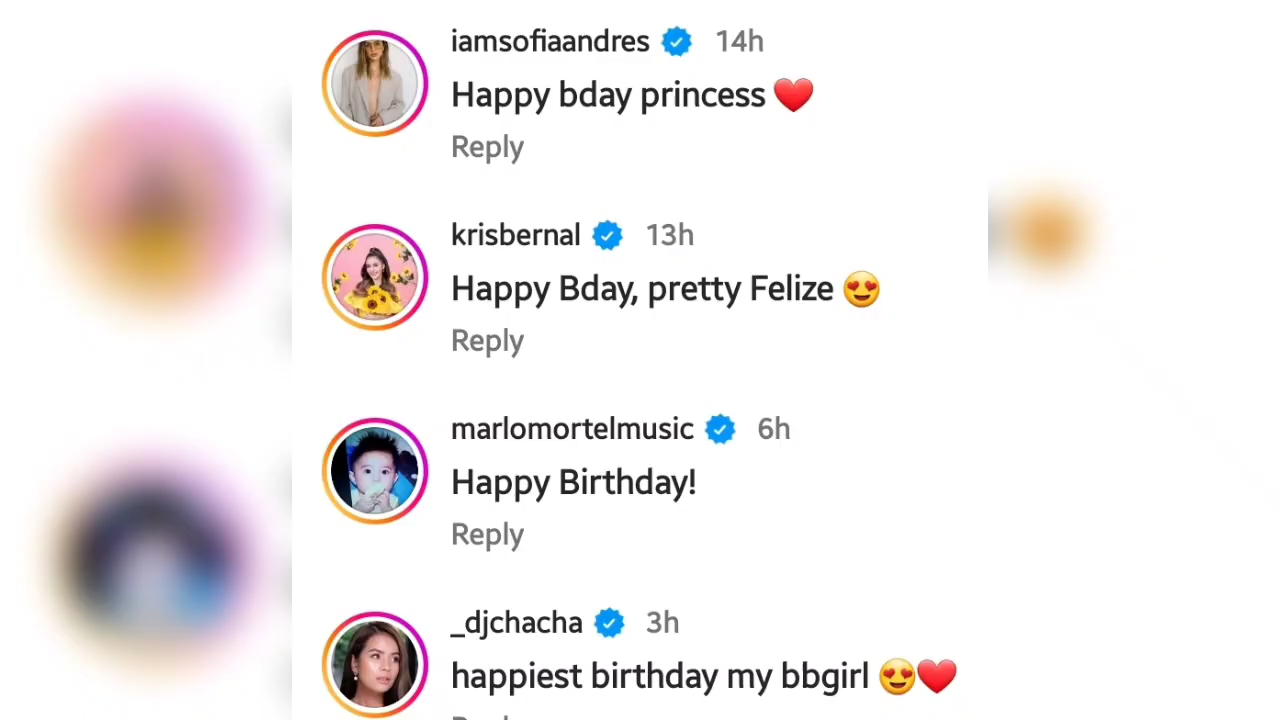 iamsofiaandres 14h
Happy bday princess ❤️
Reply
krisbernal 13h
Happy Bday, pretty Felize 😍
Reply
marlomortelmusic 6h
Happy Birthday!
Reply
_djchacha 3h
happiest birthday my bbgirl 😍❤️
Reply